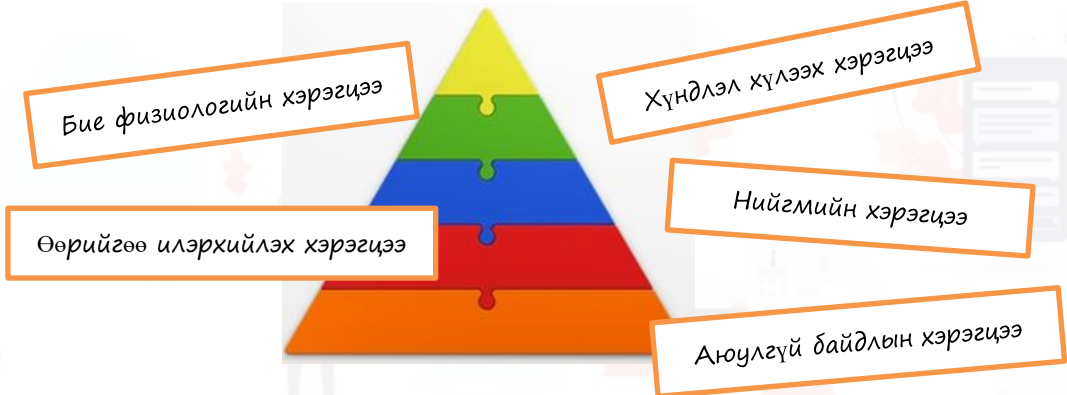 Бие физиологийн хэрэгцээ
Хүндлэл хүлээх хэрэгцээ
Өөрийгөө илэрхийлэх хэрэгцээ
Нийгмийн хэрэгцээ
Аюулгүй байдлын хэрэгцээ